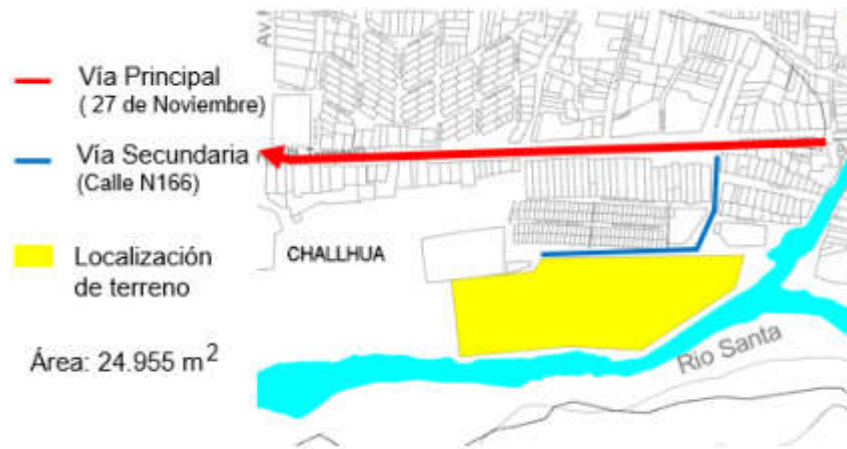 Vía Principal
( 27 de Noviembre)
Vía Secundaria
(Calle N166)
Localización
de terreno
Área: 24.955 m²
Av
CHALLHUA
Rio Santa